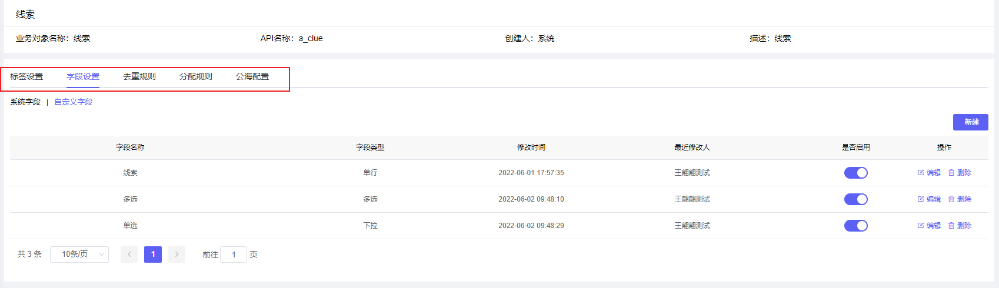 线索
业务对象名称：线索 API名称：a_clue 创建人：系统 描述：线索
标签设置 字段设置 去重规则 分配规则 公海配置
系统字段 | 自定义字段
新建
字段名称 字段类型 修改时间 最近修改人 是否启用 操作
线索 单行 2022-06-01 17:57:35 王翩翩测试 编辑 删除
多选 多选 2022-06-02 09:48:10 王翩翩测试 编辑 删除
单选 下拉 2022-06-02 09:48:29 王翩翩测试 编辑 删除
共 3 条 10条/页 1 前往 1 页